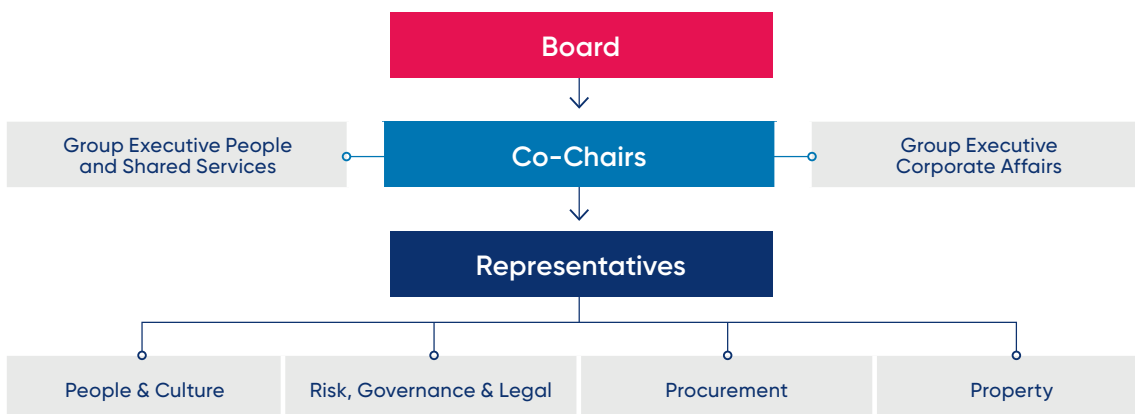 Board
Group Executive People
and Shared Services
Co-Chairs
Group Executive
Corporate Affairs
Representatives
People & Culture
Risk, Governance & Legal
Procurement
Property